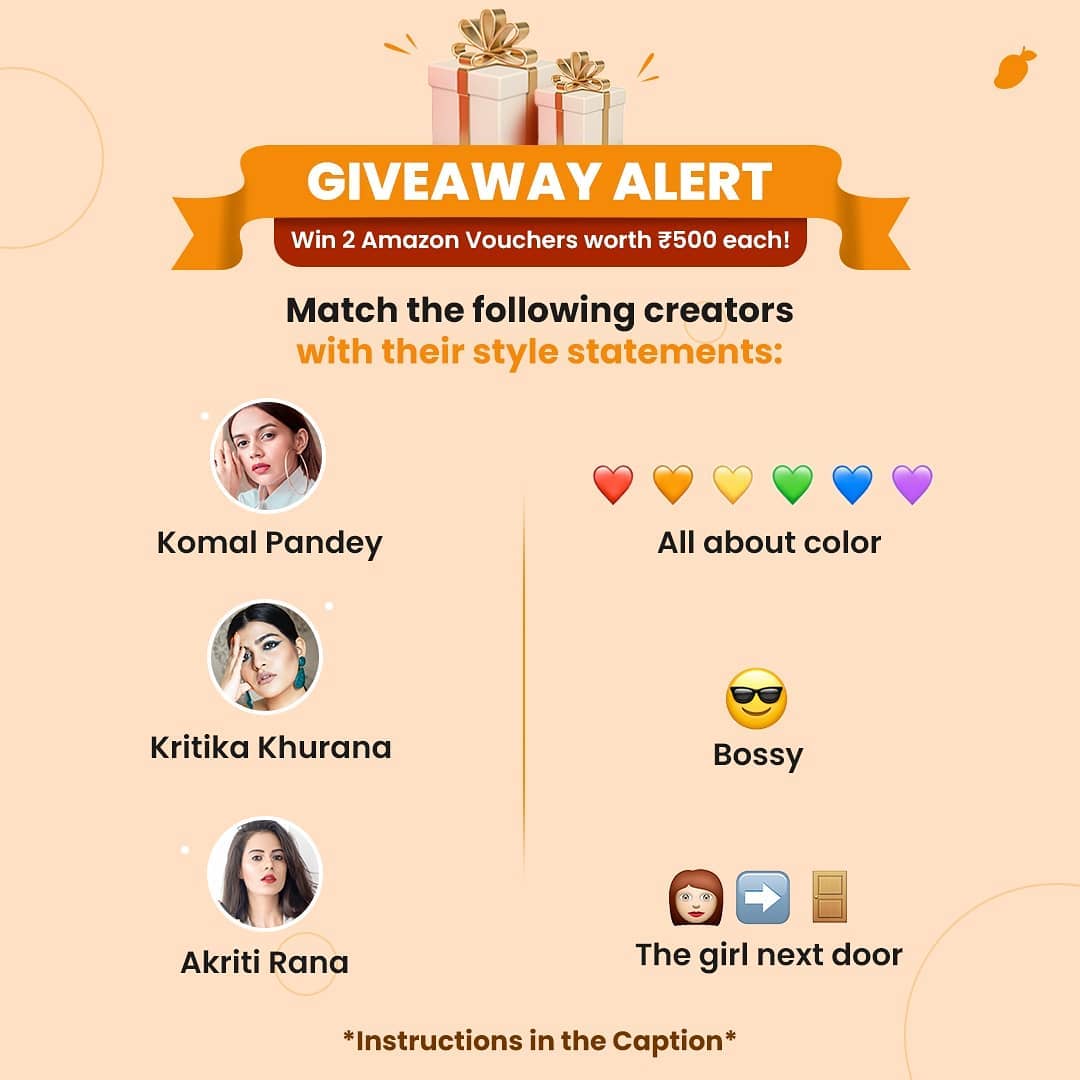 GIVEAWAY ALERT
Win 2 Amazon Vouchers worth ₹500 each!
Match the following creators
with their style statements:
Komal Pandey
All about color
Kritika Khurana
Bossy
Akriti Rana
The girl next door
*Instructions in the Caption*